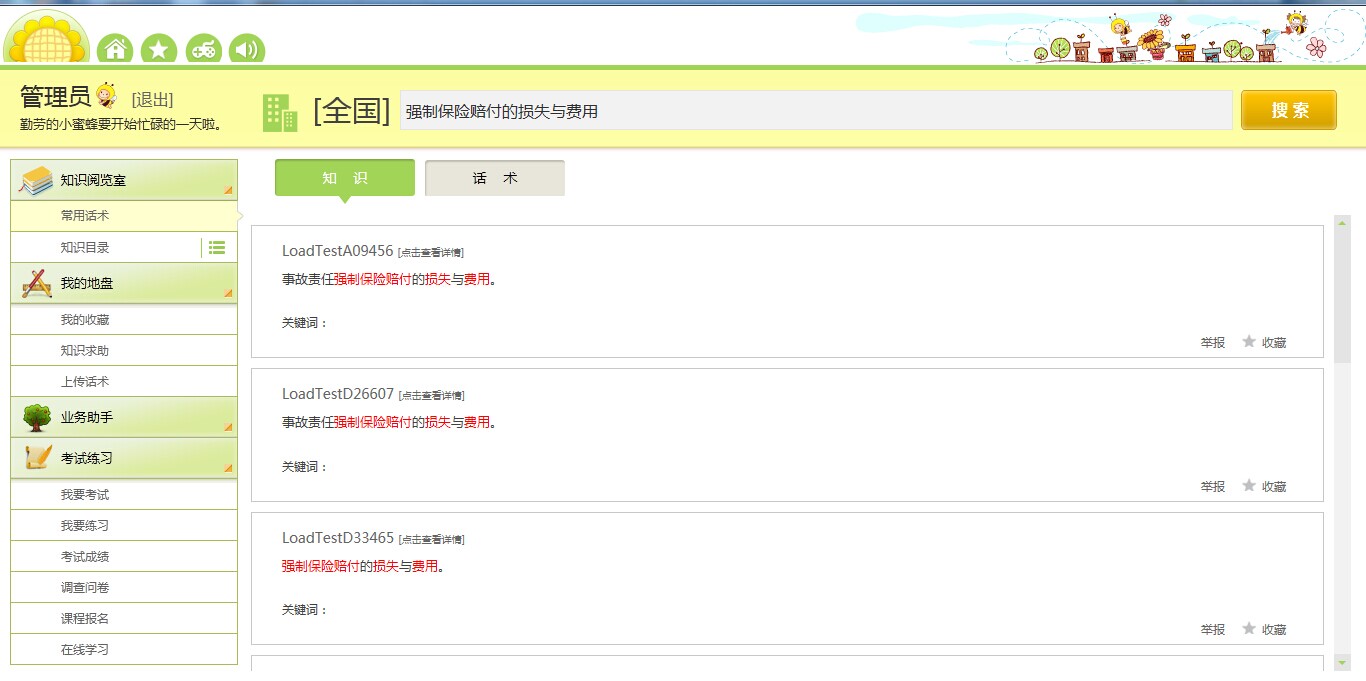 管理员 [退出]
勤劳的小蜜蜂要开始忙碌的一天啦。
[全国] 强制保险赔付的损失与费用 搜 索
知识阅览室
常用话术
知识目录
我的地盘
我的收藏
知识求助
上传话术
业务助手
考试练习
我要考试
我要练习
考试成绩
调查问卷
课程报名
在线学习
知 识 话 术
LoadTestA09456 [点击查看详情]
事故责任强制保险赔付的损失与费用。
关键词：
举报 收藏
LoadTestD26607 [点击查看详情]
事故责任强制保险赔付的损失与费用。
关键词：
举报 收藏
LoadTestD33465 [点击查看详情]
强制保险赔付的损失与费用。
关键词：
举报 收藏